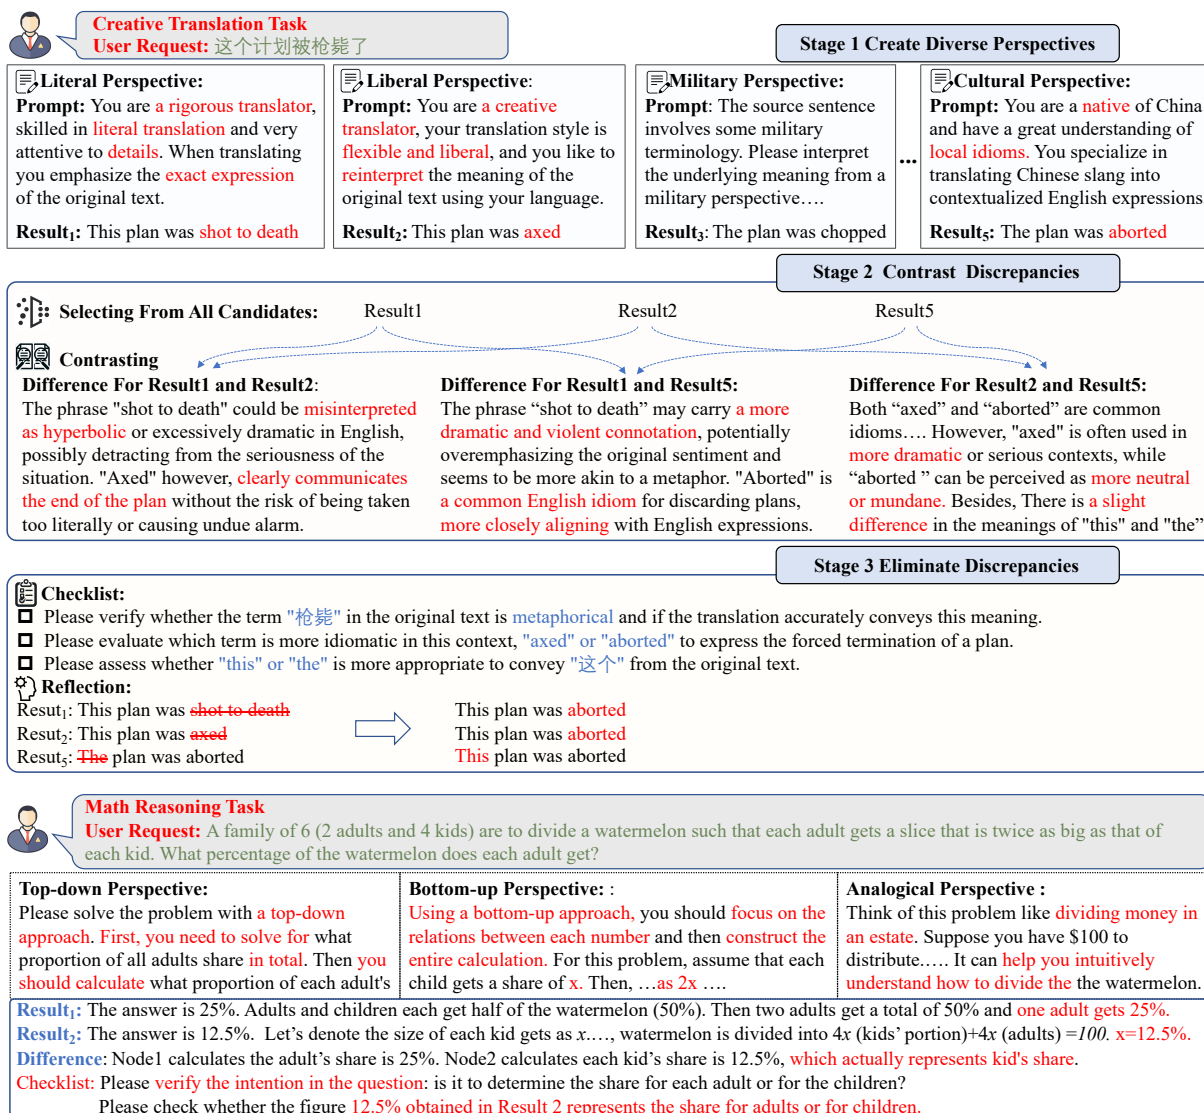 Creative Translation Task
User Request: 这个计划被枪毙了
Stage 1 Create Diverse Perspectives
Literal Perspective:
Prompt: You are a rigorous translator,
skilled in literal translation and very
attentive to details. When translating
you emphasize the exact expression
of the original text.
Result1: This plan was shot to death
Liberal Perspective:
Prompt: You are a creative
translator, your translation style is
flexible and liberal, and you like to
reinterpret the meaning of the
original text using your language.
Result2: This plan was axed
Military Perspective:
Prompt: The source sentence
involves some military
terminology. Please interpret
the underlying meaning from a
military perspective….
Result3: The plan was chopped
...
Cultural Perspective:
Prompt: You are a native of China
and have a great understanding of
local idioms. You specialize in
translating Chinese slang into
contextualized English expressions
Result5: The plan was aborted
Stage 2 Contrast Discrepancies
Selecting From All Candidates: Result1 Result2 Result5
Contrasting
Difference For Result1 and Result2:
The phrase "shot to death" could be misinterpreted
as hyperbolic or excessively dramatic in English,
possibly detracting from the seriousness of the
situation. "Axed" however, clearly communicates
the end of the plan without the risk of being taken
too literally or causing undue alarm.
Difference For Result1 and Result5:
The phrase “shot to death” may carry a more
dramatic and violent connotation, potentially
overemphasizing the original sentiment and
seems to be more akin to a metaphor. "Aborted" is
a common English idiom for discarding plans,
more closely aligning with English expressions.
Difference For Result2 and Result5:
Both “axed” and “aborted” are common
idioms…. However, "axed" is often used in
more dramatic or serious contexts, while
“aborted ” can be perceived as more neutral
or mundane. Besides, There is a slight
difference in the meanings of "this" and "the”
Stage 3 Eliminate Discrepancies
Checklist:
Please verify whether the term "枪毙" in the original text is metaphorical and if the translation accurately conveys this meaning.
Please evaluate which term is more idiomatic in this context, "axed" or "aborted" to express the forced termination of a plan.
Please assess whether "this" or "the" is more appropriate to convey "这个" from the original text.
Reflection:
Resut1: This plan was shot to death
Resut2: This plan was axed
Resut5: The plan was aborted
This plan was aborted
This plan was aborted
This plan was aborted
Math Reasoning Task
User Request: A family of 6 (2 adults and 4 kids) are to divide a watermelon such that each adult gets a slice that is twice as big as that of
each kid. What percentage of the watermelon does each adult get?
Top-down Perspective:
Please solve the problem with a top-down
approach. First, you need to solve for what
proportion of all adults share in total. Then you
should calculate what proportion of each adult's
Bottom-up Perspective: :
Using a bottom-up approach, you should focus on the
relations between each number and then construct the
entire calculation. For this problem, assume that each
child gets a share of x. Then, …as 2x ….
Analogical Perspective :
Think of this problem like dividing money in
an estate. Suppose you have $100 to
distribute.…. It can help you intuitively
understand how to divide the the watermelon.
Result1: The answer is 25%. Adults and children each get half of the watermelon (50%). Then two adults get a total of 50% and one adult gets 25%.
Result2: The answer is 12.5%. Let’s denote the size of each kid gets as x.…, watermelon is divided into 4x (kids’ portion)+4x (adults) =100. x=12.5%.
Difference: Node1 calculates the adult’s share is 25%. Node2 calculates each kid’s share is 12.5%, which actually represents kid's share.
Checklist: Please verify the intention in the question: is it to determine the share for each adult or for the children?
Please check whether the figure 12.5% obtained in Result 2 represents the share for adults or for children.